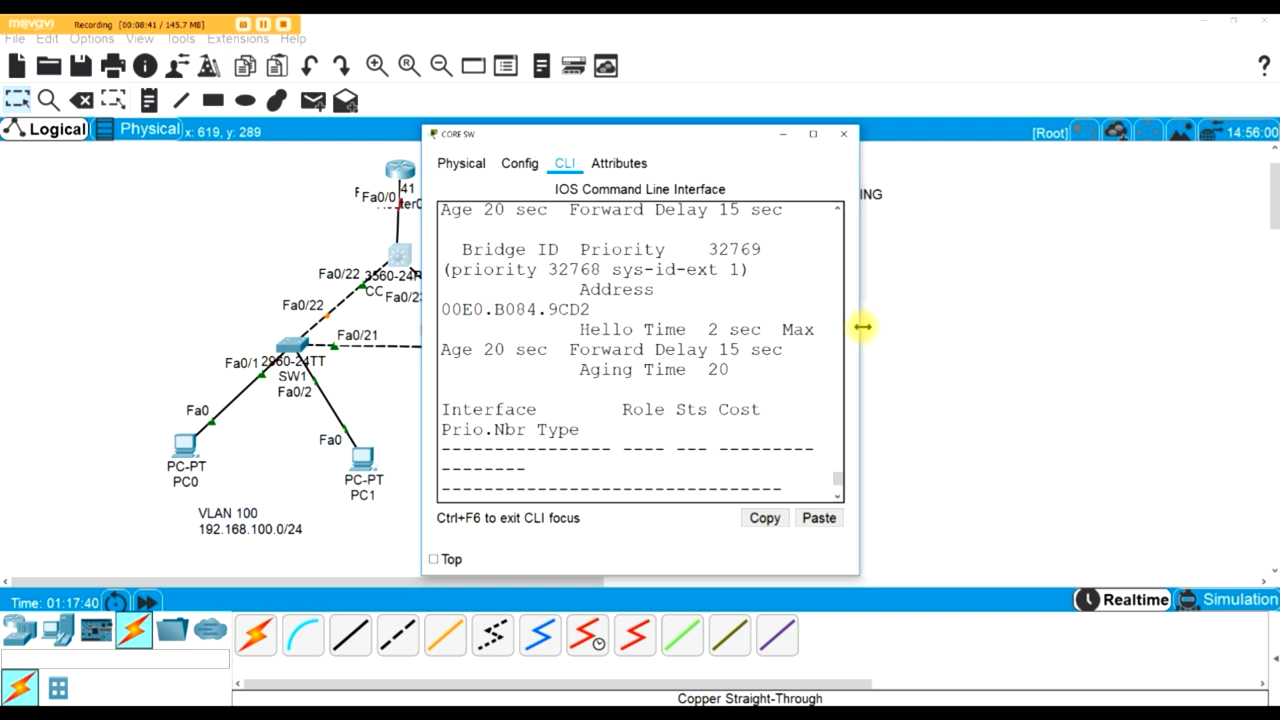 movavi
Recording [00:08:41 / 145.7 MB]
File Edit Options View Tools Extensions Help
Logical
Physical
x: 619, y: 289
[Root]
14:56:00
CORE SW
Physical Config CLI Attributes
IOS Command Line Interface
Age 20 sec Forward Delay 15 sec
Bridge ID Priority 32769
(priority 32768 sys-id-ext 1)
Address
00E0.B084.9CD2
Hello Time 2 sec Max
Age 20 sec Forward Delay 15 sec
Aging Time 20
Interface Role Sts Cost
Prio.Nbr Type
---------------- ---- --- ---------
--------
--------------------------------
Ctrl+F6 to exit CLI focus
Copy
Paste
Top
41
Fa0/0
Fa0/22
Fa0/22
Fa0/21
Fa0/1
2960-24TT
SW1
Fa0/2
Fa0
Fa0
PC-PT
PC0
PC-PT
PC1
VLAN 100
192.168.100.0/24
Time: 01:17:40
Realtime
Simulation
Copper Straight-Through